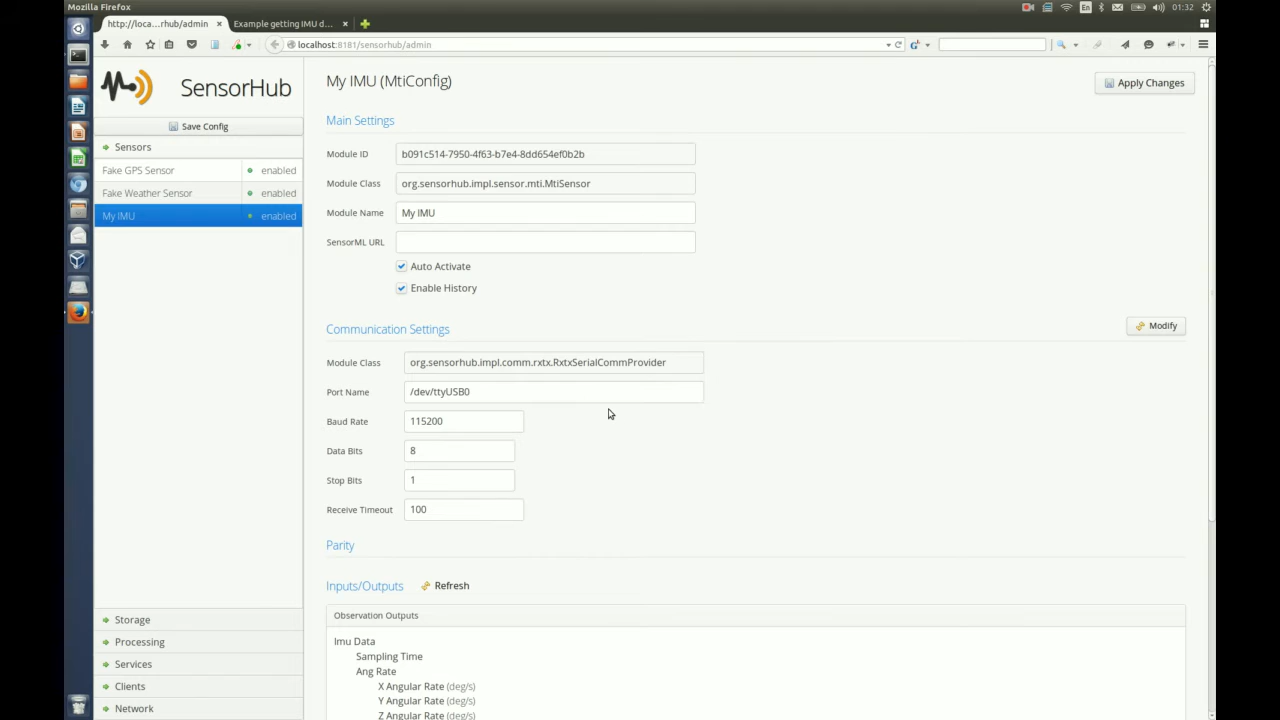 Mozilla Firefox
01:32
http://loca...rhub/admin
Example getting IMU d...
localhost:8181/sensorhub/admin
SensorHub
Save Config
Sensors
Fake GPS Sensor enabled
Fake Weather Sensor enabled
My IMU enabled
Storage
Processing
Services
Clients
Network
My IMU (MtiConfig)
Apply Changes
Main Settings
Module ID b091c514-7950-4f63-b7e4-8dd654ef0b2b
Module Class org.sensorhub.impl.sensor.mti.MtiSensor
Module Name My IMU
SensorML URL
Auto Activate
Enable History
Communication Settings
Modify
Module Class org.sensorhub.impl.comm.rxtx.RxtxSerialCommProvider
Port Name /dev/ttyUSB0
Baud Rate 115200
Data Bits 8
Stop Bits 1
Receive Timeout 100
Parity
Inputs/Outputs Refresh
Observation Outputs
Imu Data
Sampling Time
Ang Rate
X Angular Rate (deg/s)
Y Angular Rate (deg/s)
Z Angular Rate (deg/s)